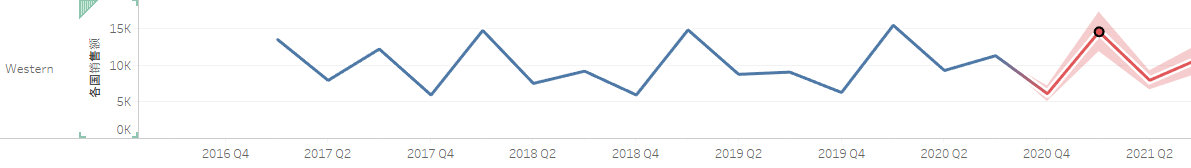 15K
10K
5K
0K
各国销售额
Western
2016 Q4 2017 Q2 2017 Q4 2018 Q2 2018 Q4 2019 Q2 2019 Q4 2020 Q2 2020 Q4 2021 Q2